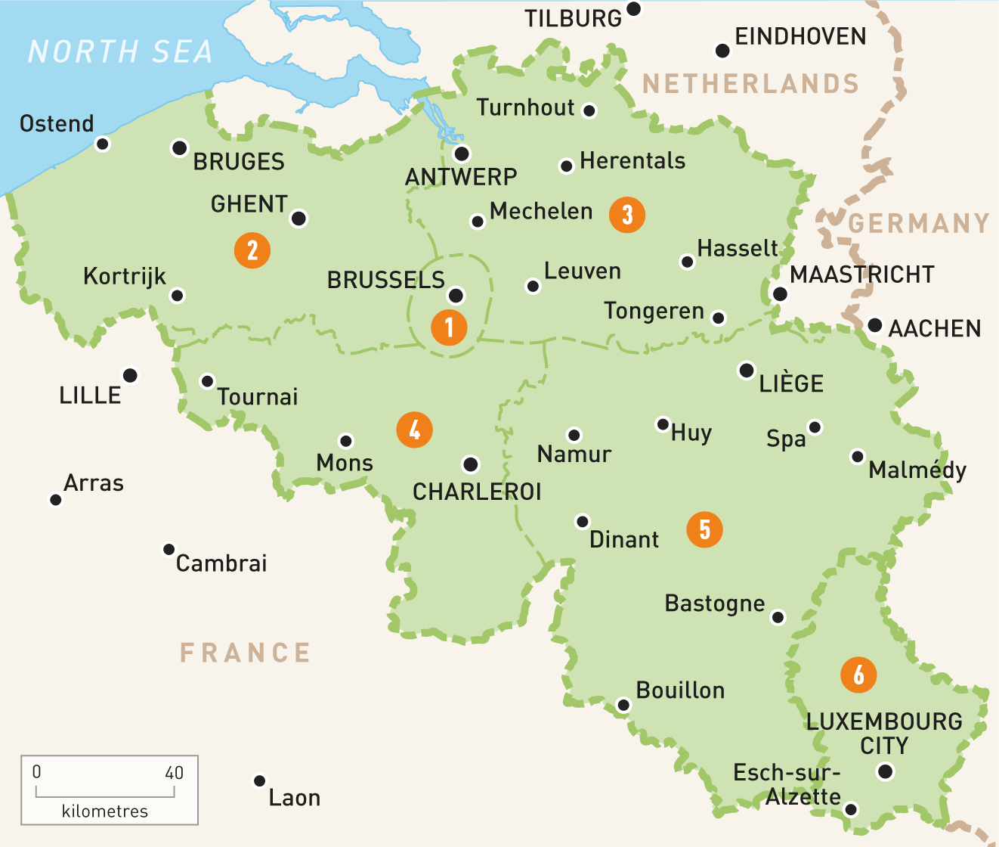 TILBURG
EINDHOVEN
NORTH SEA
NETHERLANDS
Turnhout
Ostend
BRUGES
Herentals
ANTWERP
GHENT
Mechelen
3
GERMANY
2
Hasselt
Kortrijk
BRUSSELS
Leuven
MAASTRICHT
Tongeren
1
AACHEN
LILLE
Tournai
LIÈGE
4
Huy
Spa
Mons
Namur
Malmédy
Arras
CHARLEROI
5
Dinant
Cambrai
Bastogne
FRANCE
6
Bouillon
LUXEMBOURG
CITY
0 40
kilometres
Esch-sur-
Alzette
Laon